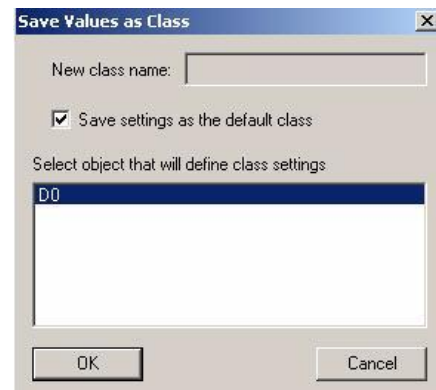 Save Values as Class
New class name:
Save settings as the default class
Select object that will define class settings
D0
OK
Cancel